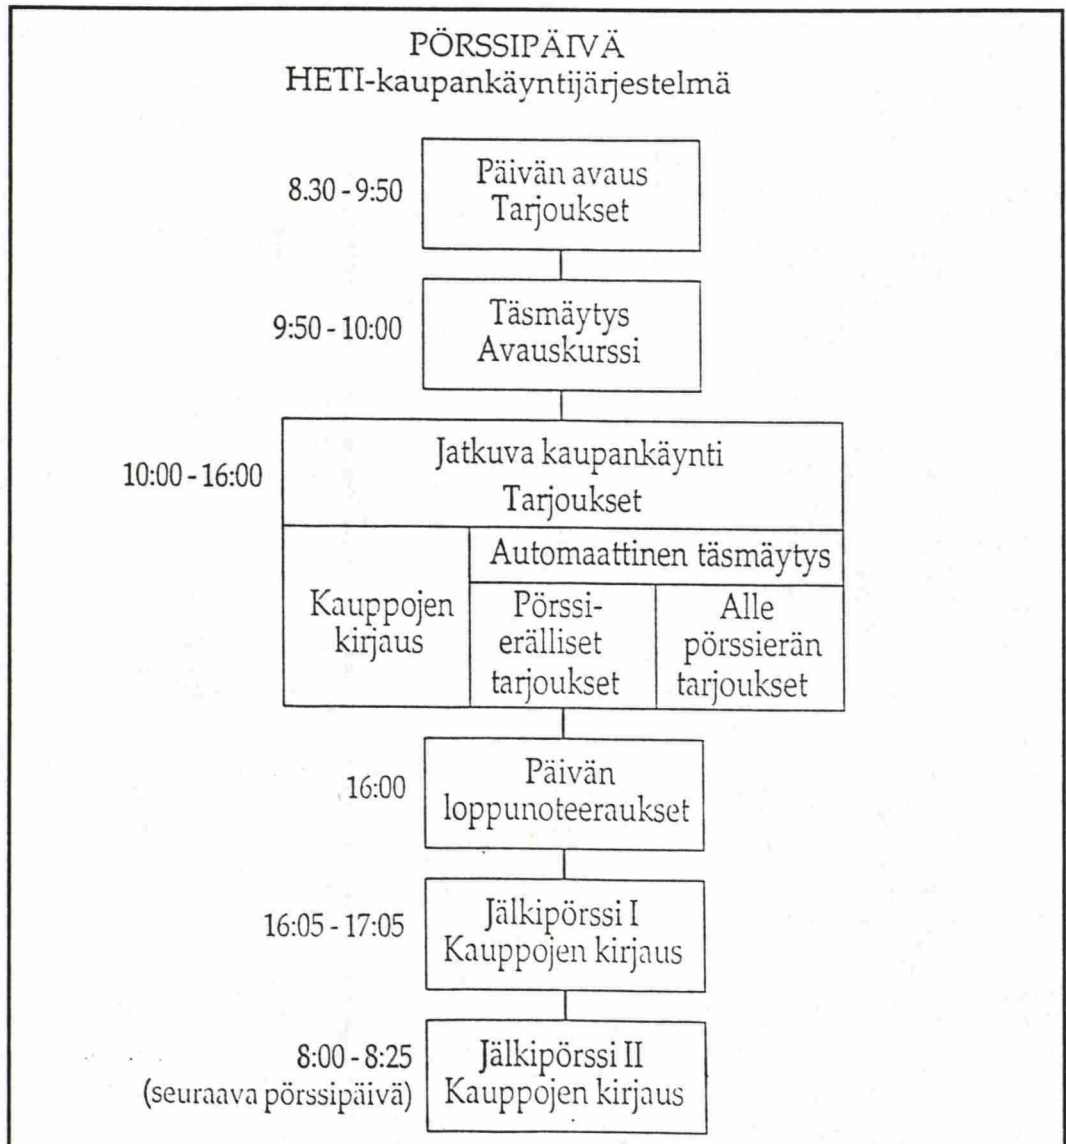 PÖRSSIPÄIVÄ
HETI-kaupankäyntijärjestelmä
8.30 - 9:50
Päivän avaus
Tarjoukset
9:50 - 10:00
Täsmäytys
Avauskurssi
10:00 - 16:00
Jatkuva kaupankäynti
Tarjoukset
Automaattinen täsmäytys
Kauppojen
kirjaus
Pörssi-
erälliset
tarjoukset
Alle
pörssierän
tarjoukset
16:00
Päivän
loppunoteeraukset
16:05 - 17:05
Jälkipörssi I
Kauppojen kirjaus
8:00 - 8:25
(seuraava pörssipäivä)
Jälkipörssi II
Kauppojen kirjaus